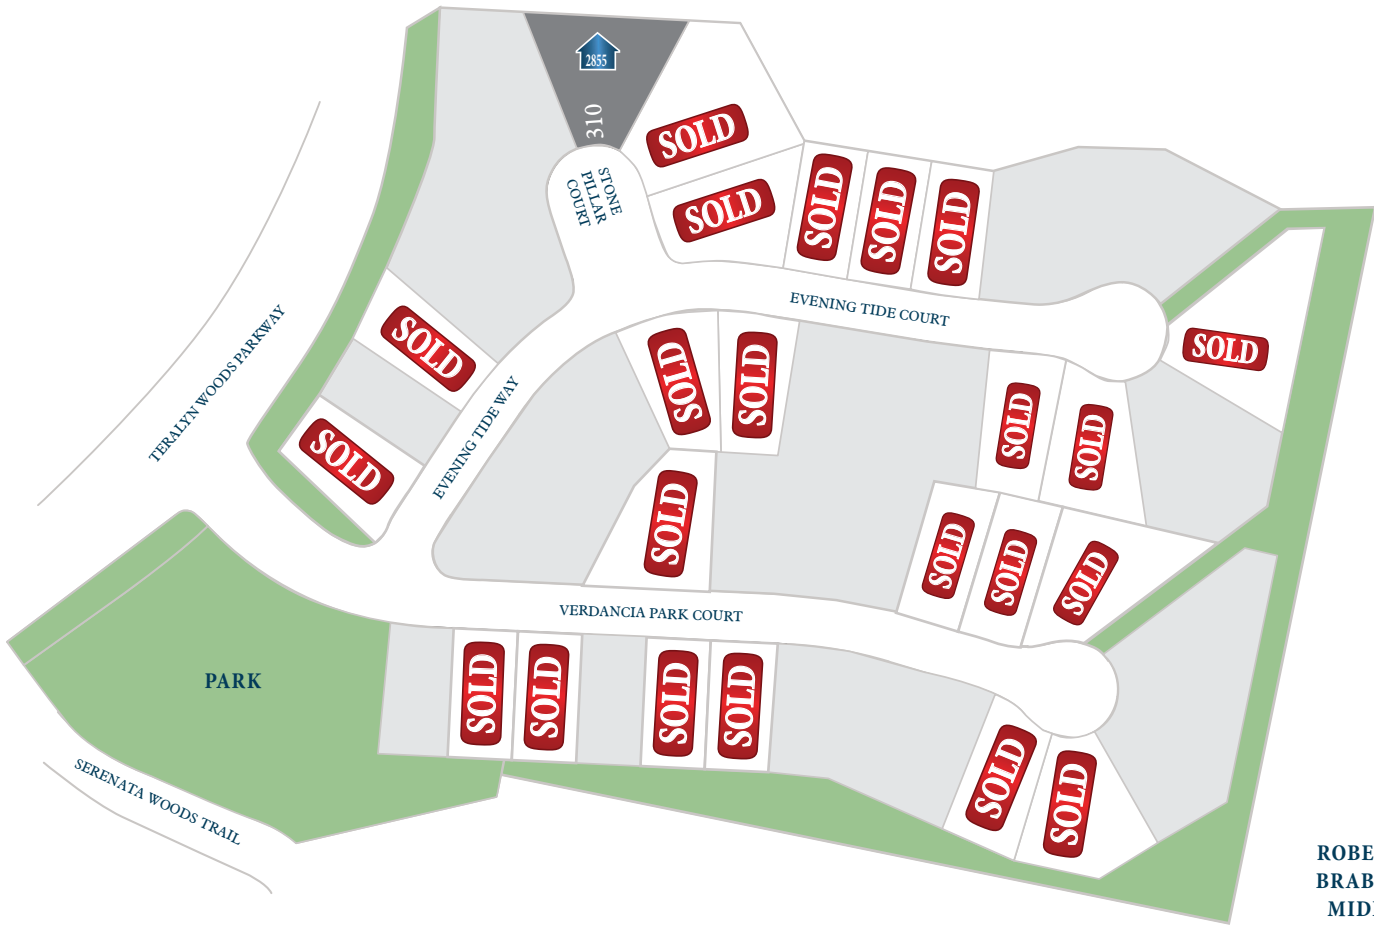 2855
310
STONE
PILLAR
COURT
SOLD
SOLD
SOLD
SOLD
SOLD
EVENING TIDE COURT
SOLD
SOLD
SOLD
SOLD
SOLD
SOLD
SOLD
TERALYN WOODS PARKWAY
EVENING TIDE WAY
SOLD
SOLD
SOLD
SOLD
SOLD
VERDANCIA PARK COURT
PARK
SOLD
SOLD
SOLD
SOLD
SOLD
SOLD
SERENATA WOODS TRAIL
ROBE
BRAB
MID